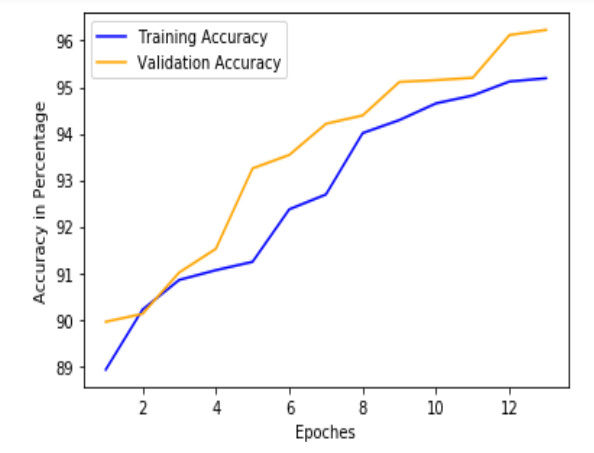 Training Accuracy
Validation Accuracy
96
95
94
93
92
91
90
89
Accuracy in Percentage
2 4 6 8 10 12
Epoches